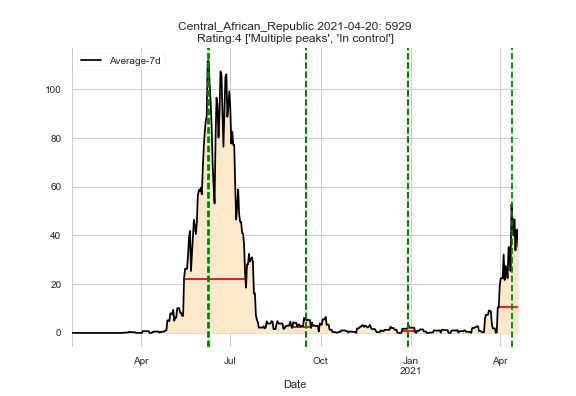 Central_African_Republic 2021-04-20: 5929
Rating:4 ['Multiple peaks', 'In control']
Average-7d
100
80
60
40
20
0
Apr
Jul
Oct
Jan
2021
Apr
Date